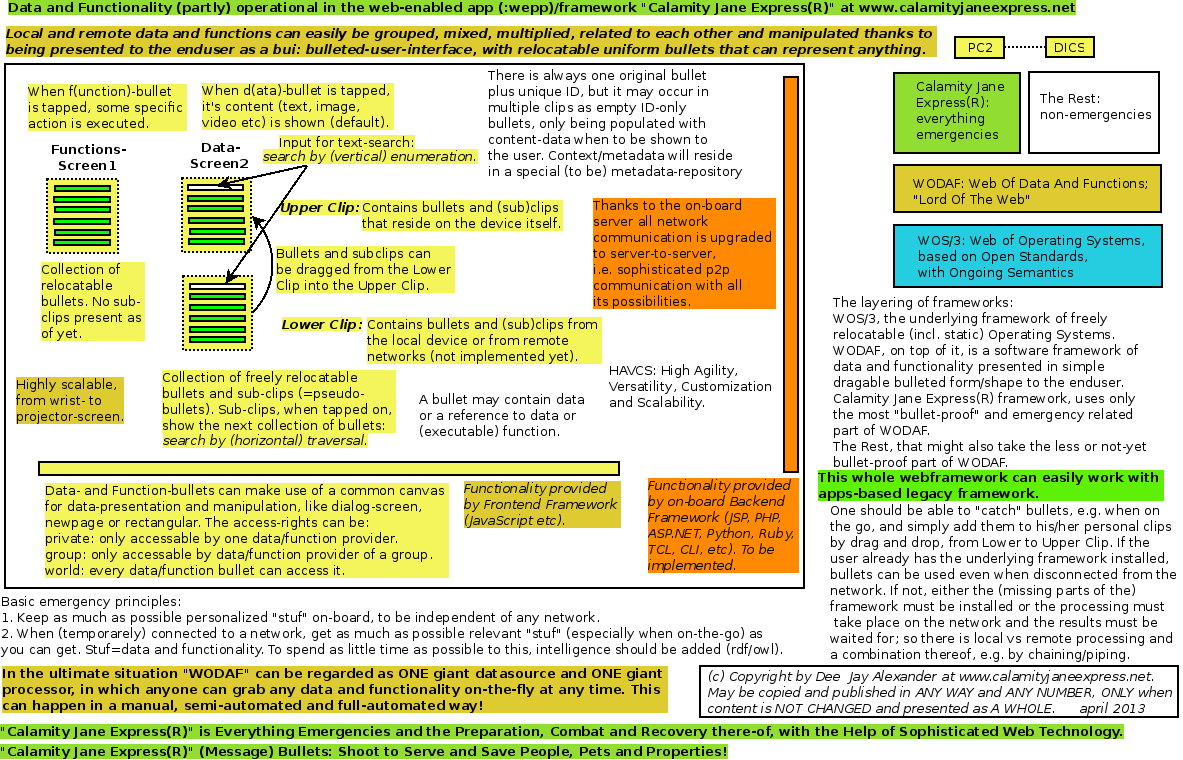 Data and Functionality (partly) operational in the web-enabled app (:wepp)/framework "Calamity Jane Express(R)" at www.calamityjaneexpress.net
Local and remote data and functions can easily be grouped, mixed, multiplied, related to each other and manipulated thanks to
being presented to the enduser as a bui: bulleted-user-interface, with relocatable uniform bullets that can represent anything.
PC2
DICS
When f(unction)-bullet
is tapped, some specific
action is executed.
When d(ata)-bullet is tapped,
it's content (text, image,
video etc) is shown (default).
There is always one original bullet
plus unique ID, but it may occur in
multiple clips as empty ID-only
bullets, only being populated with
content-data when to be shown to
the user. Context/metadata will reside
in a special (to be) metadata-repository
Functions-
Screen1
Data-
Screen2
Input for text-search:
search by (vertical) enumeration.
Upper Clip: Contains bullets and (sub)clips
that reside on the device itself.
Thanks to the on-board
server all network
communication is upgraded
to server-to-server,
i.e. sophisticated p2p
communication with all
its possibilities.
Bullets and subclips can
be dragged from the Lower
Clip into the Upper Clip.
Collection of
relocatable
bullets. No sub-
clips present as
of yet.
Lower Clip: Contains bullets and (sub)clips from
the local device or from remote
networks (not implemented yet).
Highly scalable,
from wrist- to
projector-screen.
Collection of freely relocatable
bullets and sub-clips (=pseudo-
bullets). Sub-clips, when tapped on,
show the next collection of bullets:
search by (horizontal) traversal.
A bullet may contain data
or a reference to data or
(executable) function.
HAVCS: High Agility,
Versatility, Customization
and Scalability.
Data- and Function-bullets can make use of a common canvas
for data-presentation and manipulation, like dialog-screen,
newpage or rectangular. The access-rights can be:
private: only accessable by one data/function provider.
group: only accessable by data/function provider of a group.
world: every data/function bullet can access it.
Functionality provided
by Frontend Framework
(JavaScript etc).
Functionality provided
by on-board Backend
Framework (JSP, PHP,
ASP.NET, Python, Ruby,
TCL, CLI, etc). To be
implemented.
Calamity Jane
Express(R):
everything
emergencies
The Rest:
non-emergencies
WODAF: Web Of Data And Functions;
"Lord Of The Web"
WOS/3: Web of Operating Systems,
based on Open Standards,
with Ongoing Semantics
The layering of frameworks:
WOS/3, the underlying framework of freely
relocatable (incl. static) Operating Systems.
WODAF, on top of it, is a software framework of
data and functionality presented in simple
dragable bulleted form/shape to the enduser.
Calamity Jane Express(R) framework, uses only
the most "bullet-proof" and emergency related
part of WODAF.
The Rest, that might also take the less or not-yet
bullet-proof part of WODAF.
This whole webframework can easily work with
apps-based legacy framework.
One should be able to "catch" bullets, e.g. when on
the go, and simply add them to his/her personal clips
by drag and drop, from Lower to Upper Clip. If the
user already has the underlying framework installed,
bullets can be used even when disconnected from the
network. If not, either the (missing parts of the)
framework must be installed or the processing must
take place on the network and the results must be
waited for; so there is local vs remote processing and
a combination thereof, e.g. by chaining/piping.
Basic emergency principles:
1. Keep as much as possible personalized "stuf" on-board, to be independent of any network.
2. When (temporarely) connected to a network, get as much as possible relevant "stuf" (especially when on-the-go) as
you can get. Stuf=data and functionality. To spend as little time as possible to this, intelligence should be added (rdf/owl).
In the ultimate situation "WODAF" can be regarded as ONE giant datasource and ONE giant
processor, in which anyone can grab any data and functionality on-the-fly at any time. This
can happen in a manual, semi-automated and full-automated way!
(c) Copyright by Dee Jay Alexander at www.calamityjaneexpress.net.
May be copied and published in ANY WAY and ANY NUMBER, ONLY when
content is NOT CHANGED and presented as A WHOLE. april 2013
"Calamity Jane Express(R)" is Everything Emergencies and the Preparation, Combat and Recovery there-of, with the Help of Sophisticated Web Technology.
"Calamity Jane Express(R)" (Message) Bullets: Shoot to Serve and Save People, Pets and Properties!